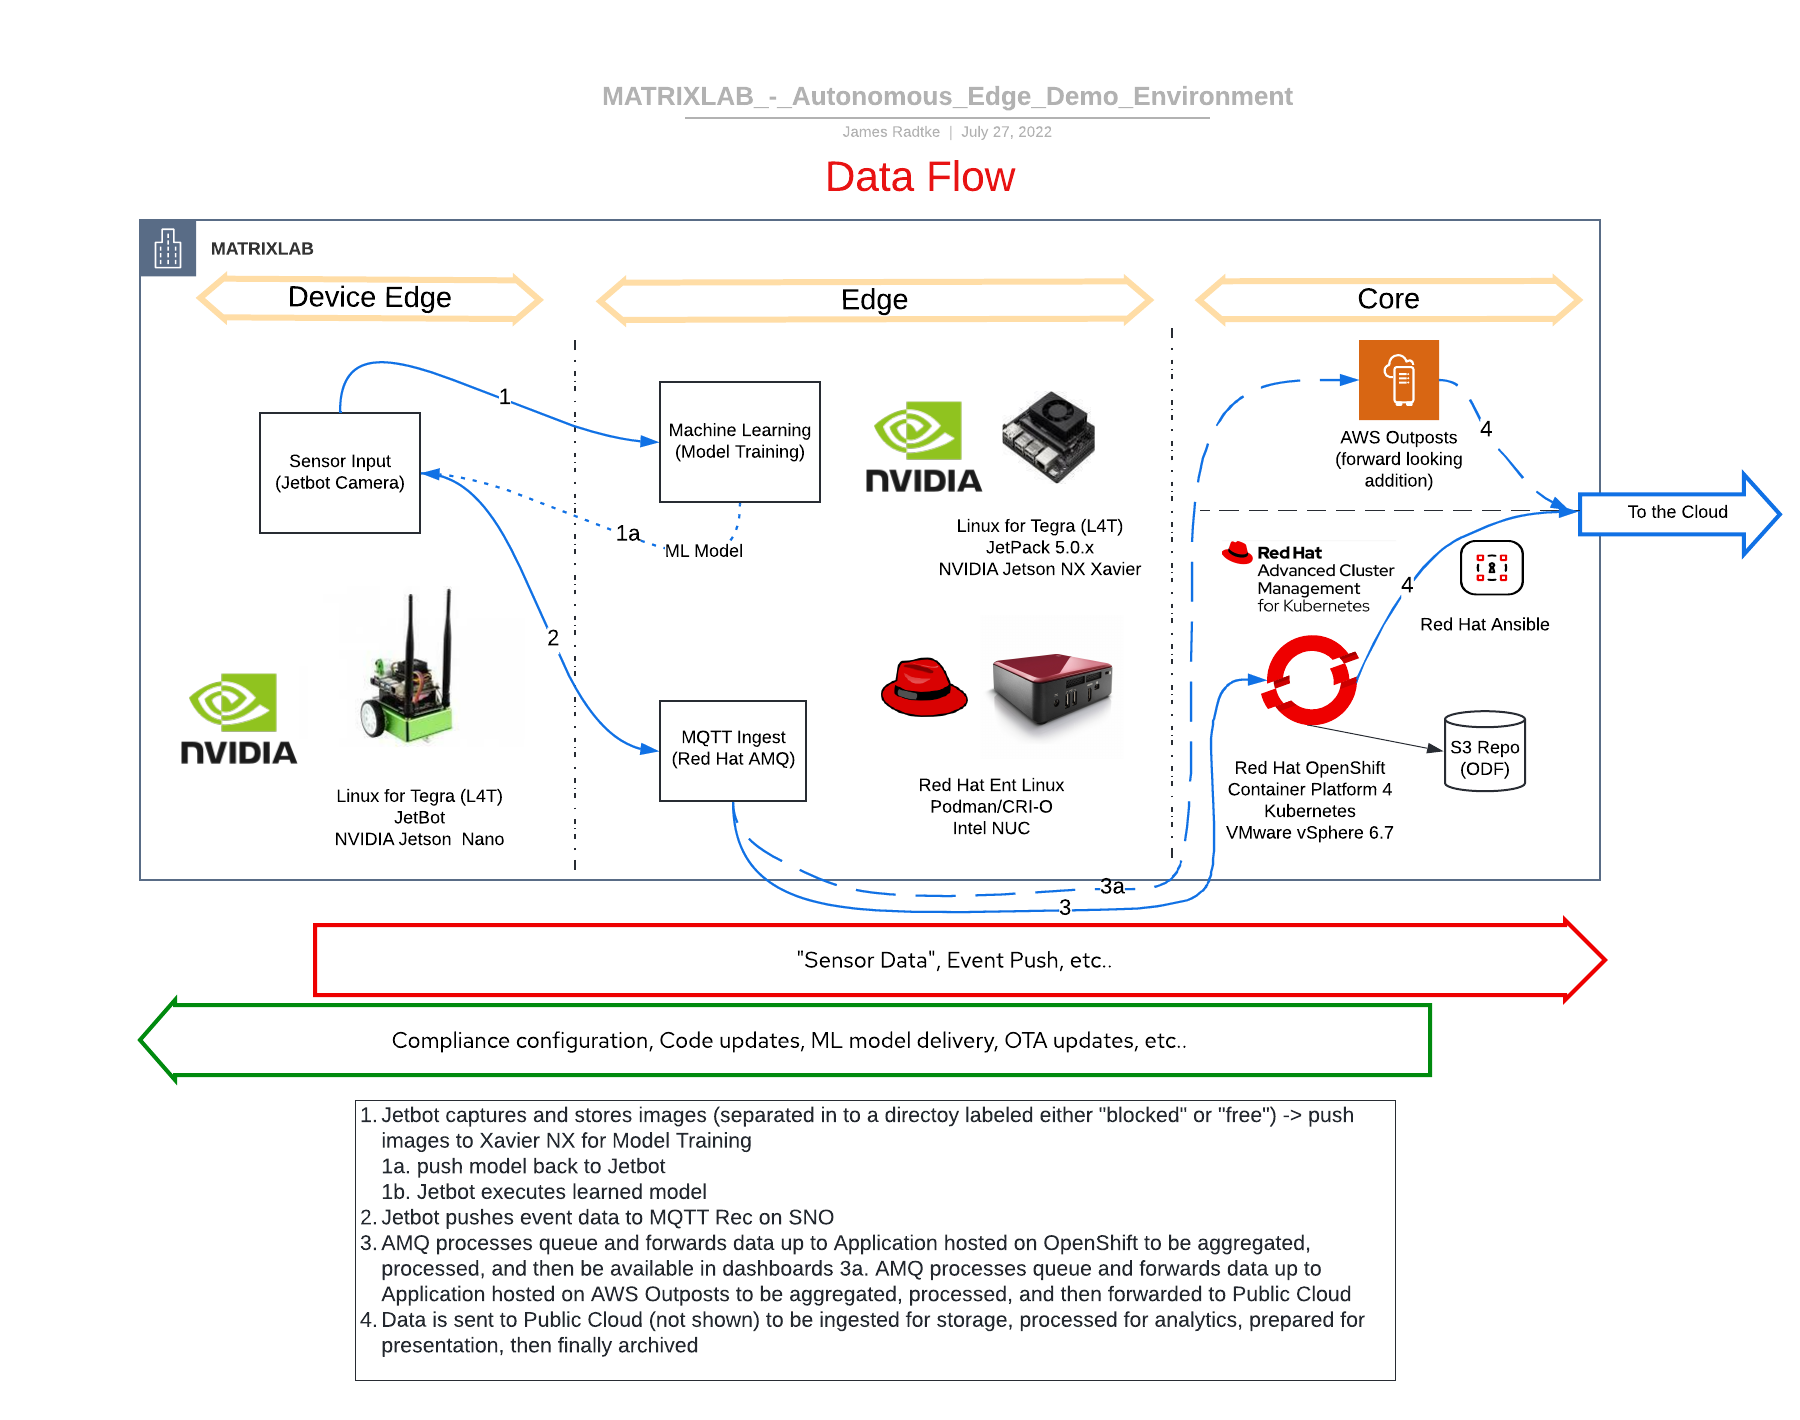 MATRIXLAB_-_Autonomous_Edge_Demo_Environment
James Radtke | July 27, 2022
Data Flow
MATRIXLAB
Device Edge
Edge
Core
1
Sensor Input
(Jetbot Camera)
Machine Learning
(Model Training)
NVIDIA
Linux for Tegra (L4T)
JetPack 5.0.x
NVIDIA Jetson NX Xavier
1a
ML Model
2
AWS Outposts
(forward looking
addition)
4
To the Cloud
Red Hat
Advanced Cluster
Management
for Kubernetes
4
Red Hat Ansible
NVIDIA
Linux for Tegra (L4T)
JetBot
NVIDIA Jetson Nano
MQTT Ingest
(Red Hat AMQ)
Red Hat Ent Linux
Podman/CRI-O
Intel NUC
Red Hat OpenShift
Container Platform 4
Kubernetes
VMware vSphere 6.7
S3 Repo
(ODF)
3a
3
"Sensor Data", Event Push, etc..
Compliance configuration, Code updates, ML model delivery, OTA updates, etc..
1. Jetbot captures and stores images (separated in to a directoy labeled either "blocked" or "free") -> push
images to Xavier NX for Model Training
1a. push model back to Jetbot
1b. Jetbot executes learned model
2. Jetbot pushes event data to MQTT Rec on SNO
3. AMQ processes queue and forwards data up to Application hosted on OpenShift to be aggregated,
processed, and then be available in dashboards 3a. AMQ processes queue and forwards data up to
Application hosted on AWS Outposts to be aggregated, processed, and then forwarded to Public Cloud
4. Data is sent to Public Cloud (not shown) to be ingested for storage, processed for analytics, prepared for
presentation, then finally archived